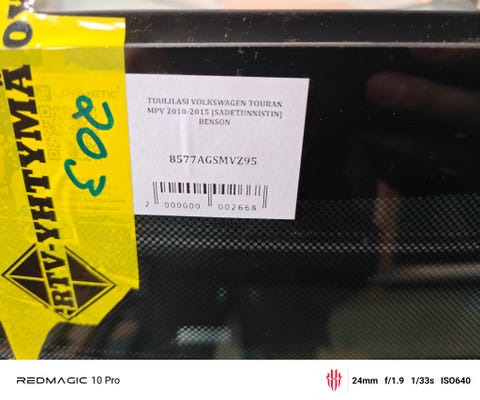 RTV-YHTYMÄ OY
203
TUULILASI VOLKSWAGEN TOURAN
MPV 2010-2015 [SADETUNNISTIN]
BENSON
8577AGSMVZ95
2 000000 002668
REDMAGIC 10 Pro
24mm f/1.9 1/33s ISO640